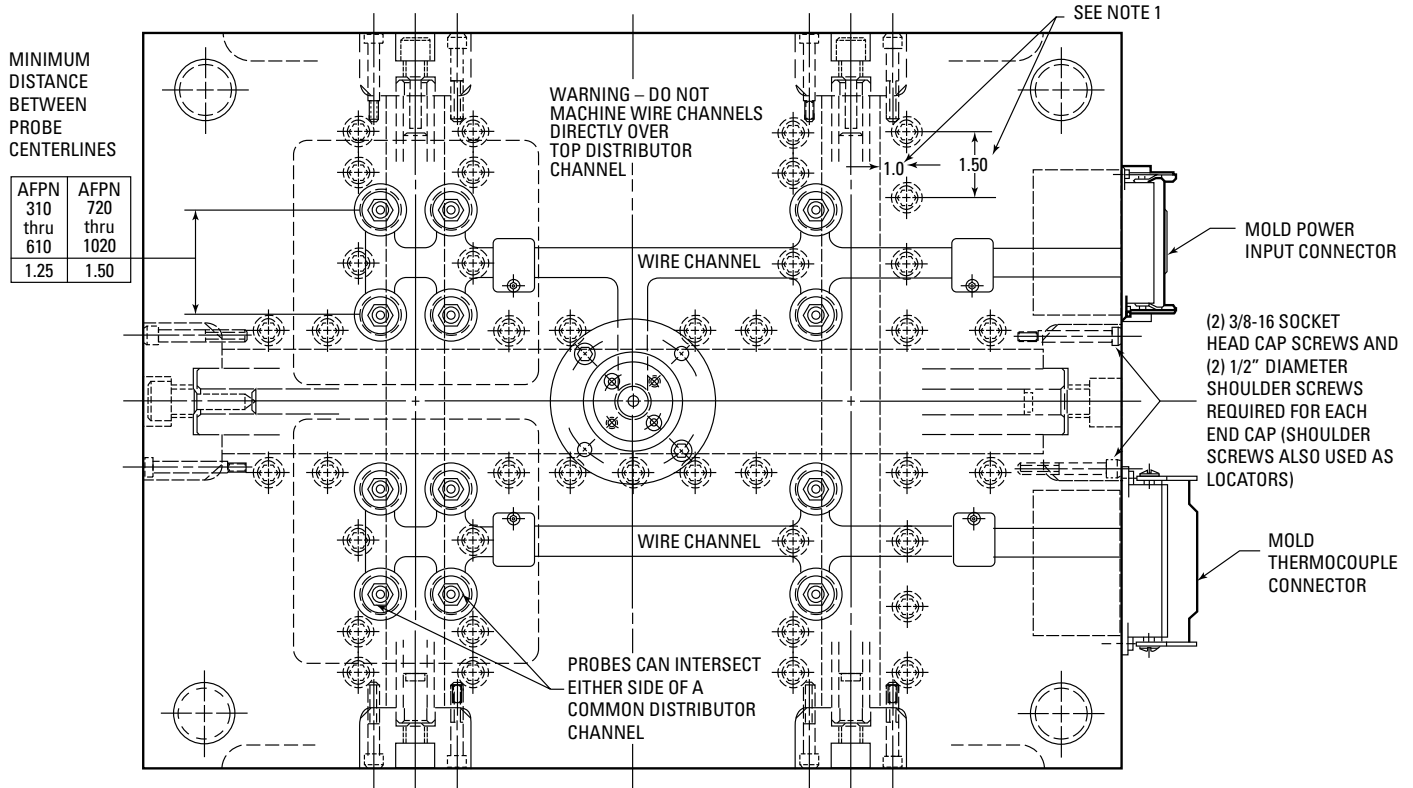 SEE NOTE 1
MINIMUM
DISTANCE
BETWEEN
PROBE
CENTERLINES
AFPN AFPN
310 720
thru thru
610 1020
1.25 1.50
WARNING – DO NOT
MACHINE WIRE CHANNELS
DIRECTLY OVER
TOP DISTRIBUTOR
CHANNEL
1.0
1.50
MOLD POWER
INPUT CONNECTOR
WIRE CHANNEL
(2) 3/8-16 SOCKET
HEAD CAP SCREWS AND
(2) 1/2" DIAMETER
SHOULDER SCREWS
REQUIRED FOR EACH
END CAP (SHOULDER
SCREWS ALSO USED AS
LOCATORS)
WIRE CHANNEL
MOLD
THERMOCOUPLE
CONNECTOR
PROBES CAN INTERSECT
EITHER SIDE OF A
COMMON DISTRIBUTOR
CHANNEL